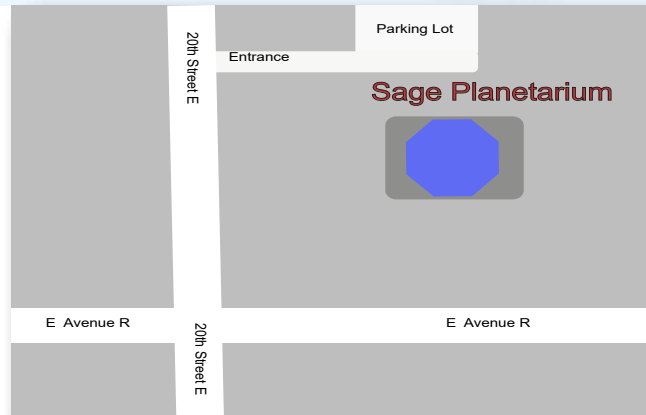 Parking Lot
20th Street E
Entrance
Sage Planetarium
E Avenue R
E Avenue R
20th Street E